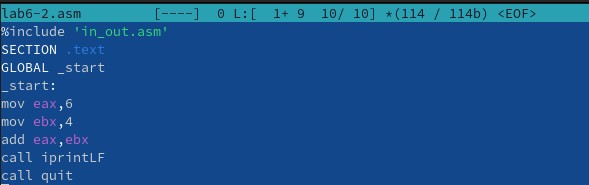 lab6-2.asm [----] 0 L:[ 1+ 9 10/ 10] *(114 / 114b) <EOF>
%include 'in_out.asm'
SECTION .text
GLOBAL _start
_start:
mov eax,6
mov ebx,4
add eax,ebx
call iprintLF
call quit